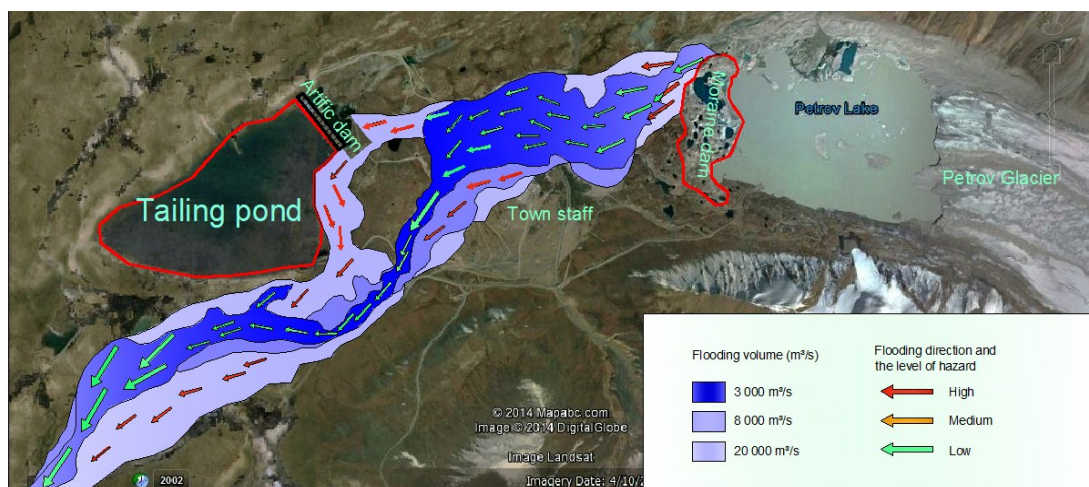 Artific dam
Moraine dam
Petrov Lake
Petrov Glacier
Tailing pond
Town staff
Flooding volume (m³/s)
3 000 m³/s
8 000 m³/s
20 000 m³/s
Flooding direction and
the level of hazard
High
Medium
Low
© 2014 Mapabc.com
Image © 2014 DigitalGlobe
Image Landsat
2002
Imagery Date: 4/10/2